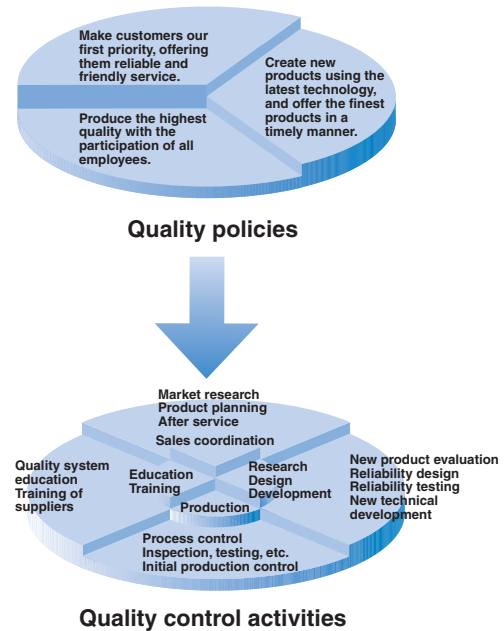 Make customers our
first priority, offering
them reliable and
friendly service.
Create new
products using the
latest technology,
and offer the finest
products in a
timely manner.
Produce the highest
quality with the
participation of all
employees.
Quality policies
Market research
Product planning
After service
Sales coordination
Quality system
education
Training of
suppliers
Education
Training
Research
Design
Development
New product evaluation
Reliability design
Reliability testing
New technical
development
Production
Process control
Inspection, testing, etc.
Initial production control
Quality control activities